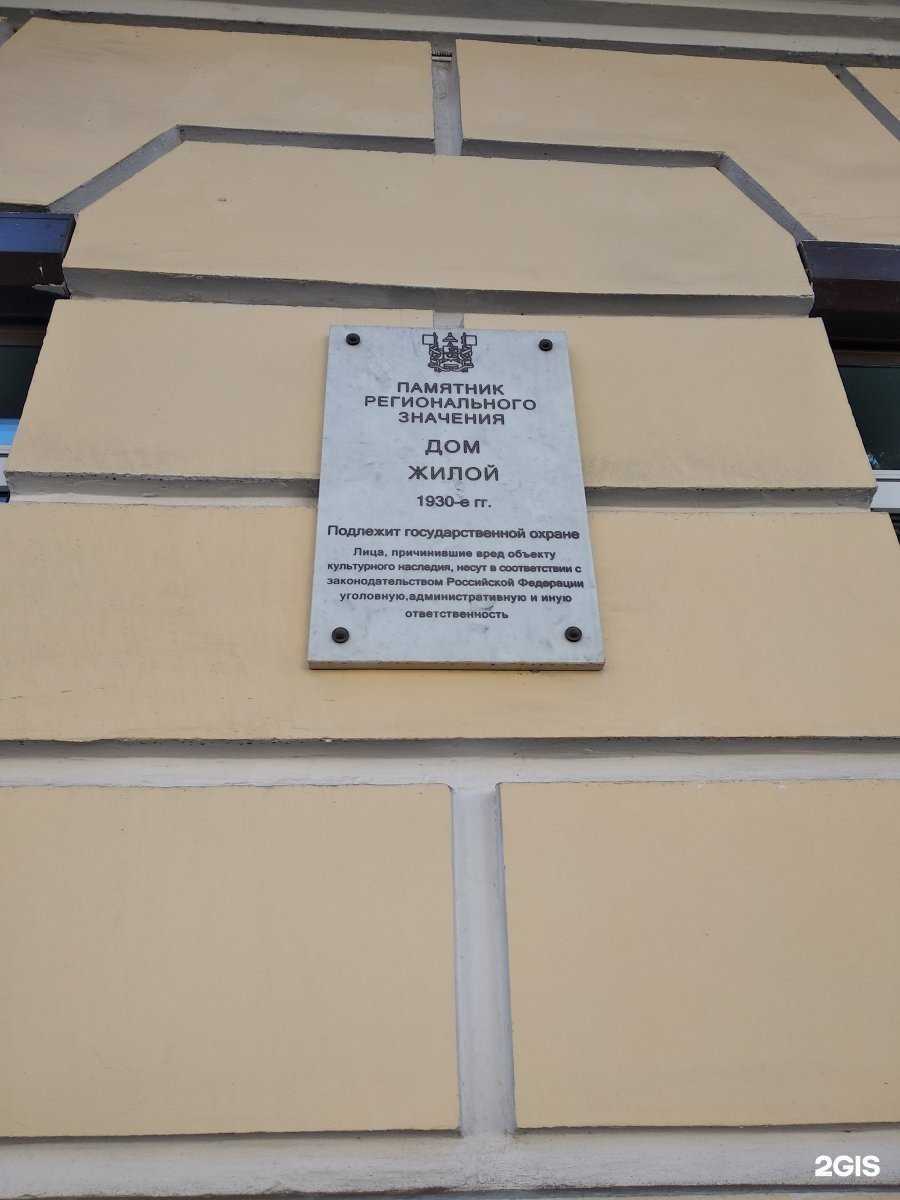 ПАМЯТНИК
РЕГИОНАЛЬНОГО
ЗНАЧЕНИЯ
ДОМ
ЖИЛОЙ
1930-е гг.
Подлежит государственной охране
Лица, причинившие вред объекту
культурного наследия, несут в соответствии с
законодательством Российской Федерации
уголовную,административную и иную
ответственность
2GIS